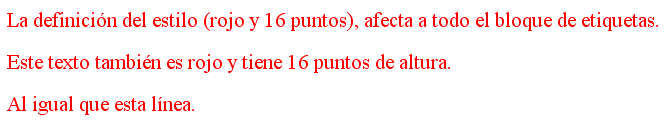 La definición del estilo (rojo y 16 puntos), afecta a todo el bloque de etiquetas.
Este texto también es rojo y tiene 16 puntos de altura.
Al igual que esta línea.